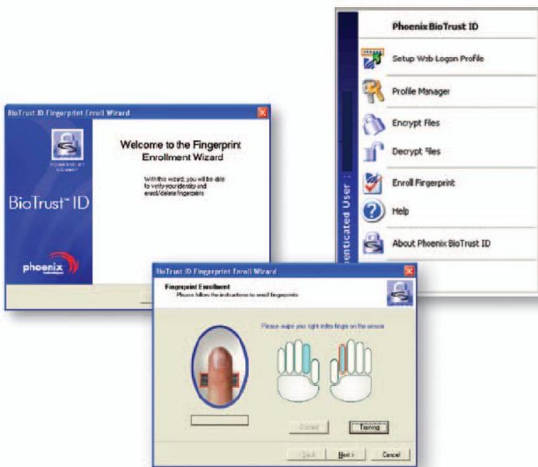 Phoenix BioTrust ID
Setup Web Logon Profile
Profile Manager
Encrypt Files
Decrypt Files
Enroll Fingerprint
Help
About Phoenix BioTrust ID
enticated User
BioTrust ID Fingerprint Enroll Wizard
Welcome to the Fingerprint
Enrollment Wizard
With this wizard, you will be able
to verify your identity and
enroll/delete fingerprints
BioTrust™ ID
phoenix
technologies
BioTrust ID Fingerprint Enroll Wizard
Fingerprint Enrollment
Please follow the instructions to enroll fingerprints
Please swipe your right index finger on the sensor
Training
< Back
Next >
Cancel